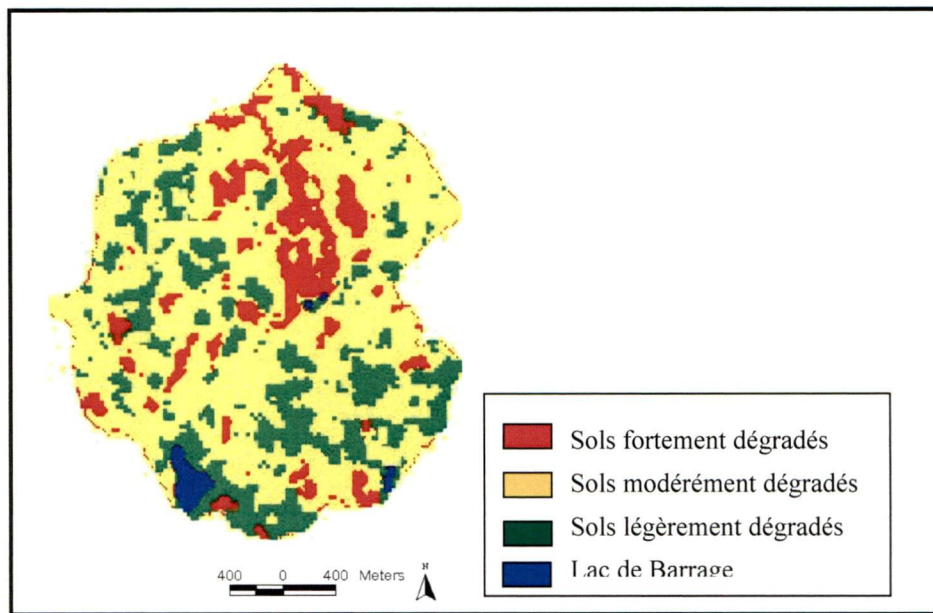 Sols fortement dégradés
Sols modérément dégradés
Sols légèrement dégradés
Lac de Barrage
N
400 0 400 Meters